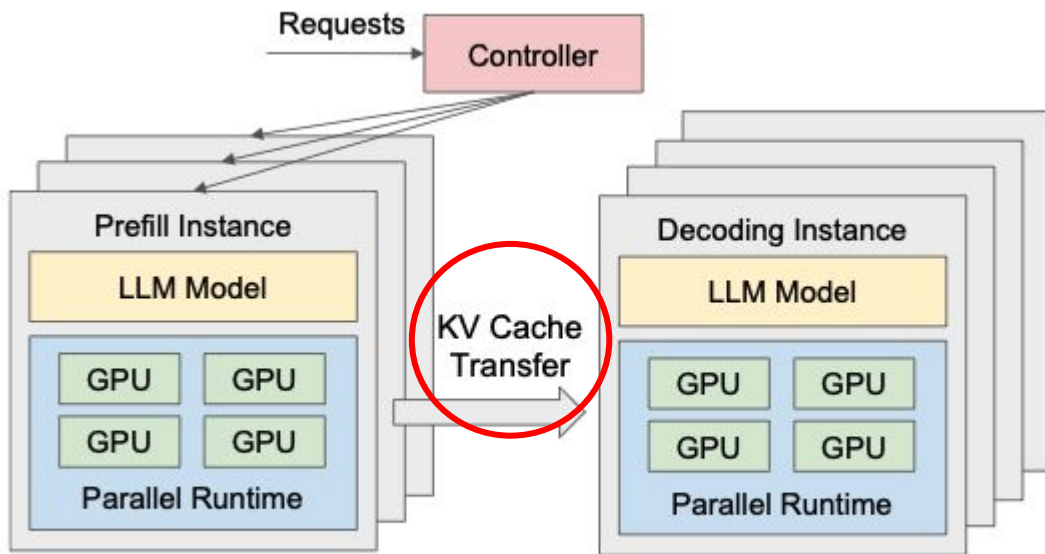 Requests
Controller
Prefill Instance
LLM Model
GPU GPU
GPU GPU
Parallel Runtime
KV Cache
Transfer
Decoding Instance
LLM Model
GPU GPU
GPU GPU
Parallel Runtime